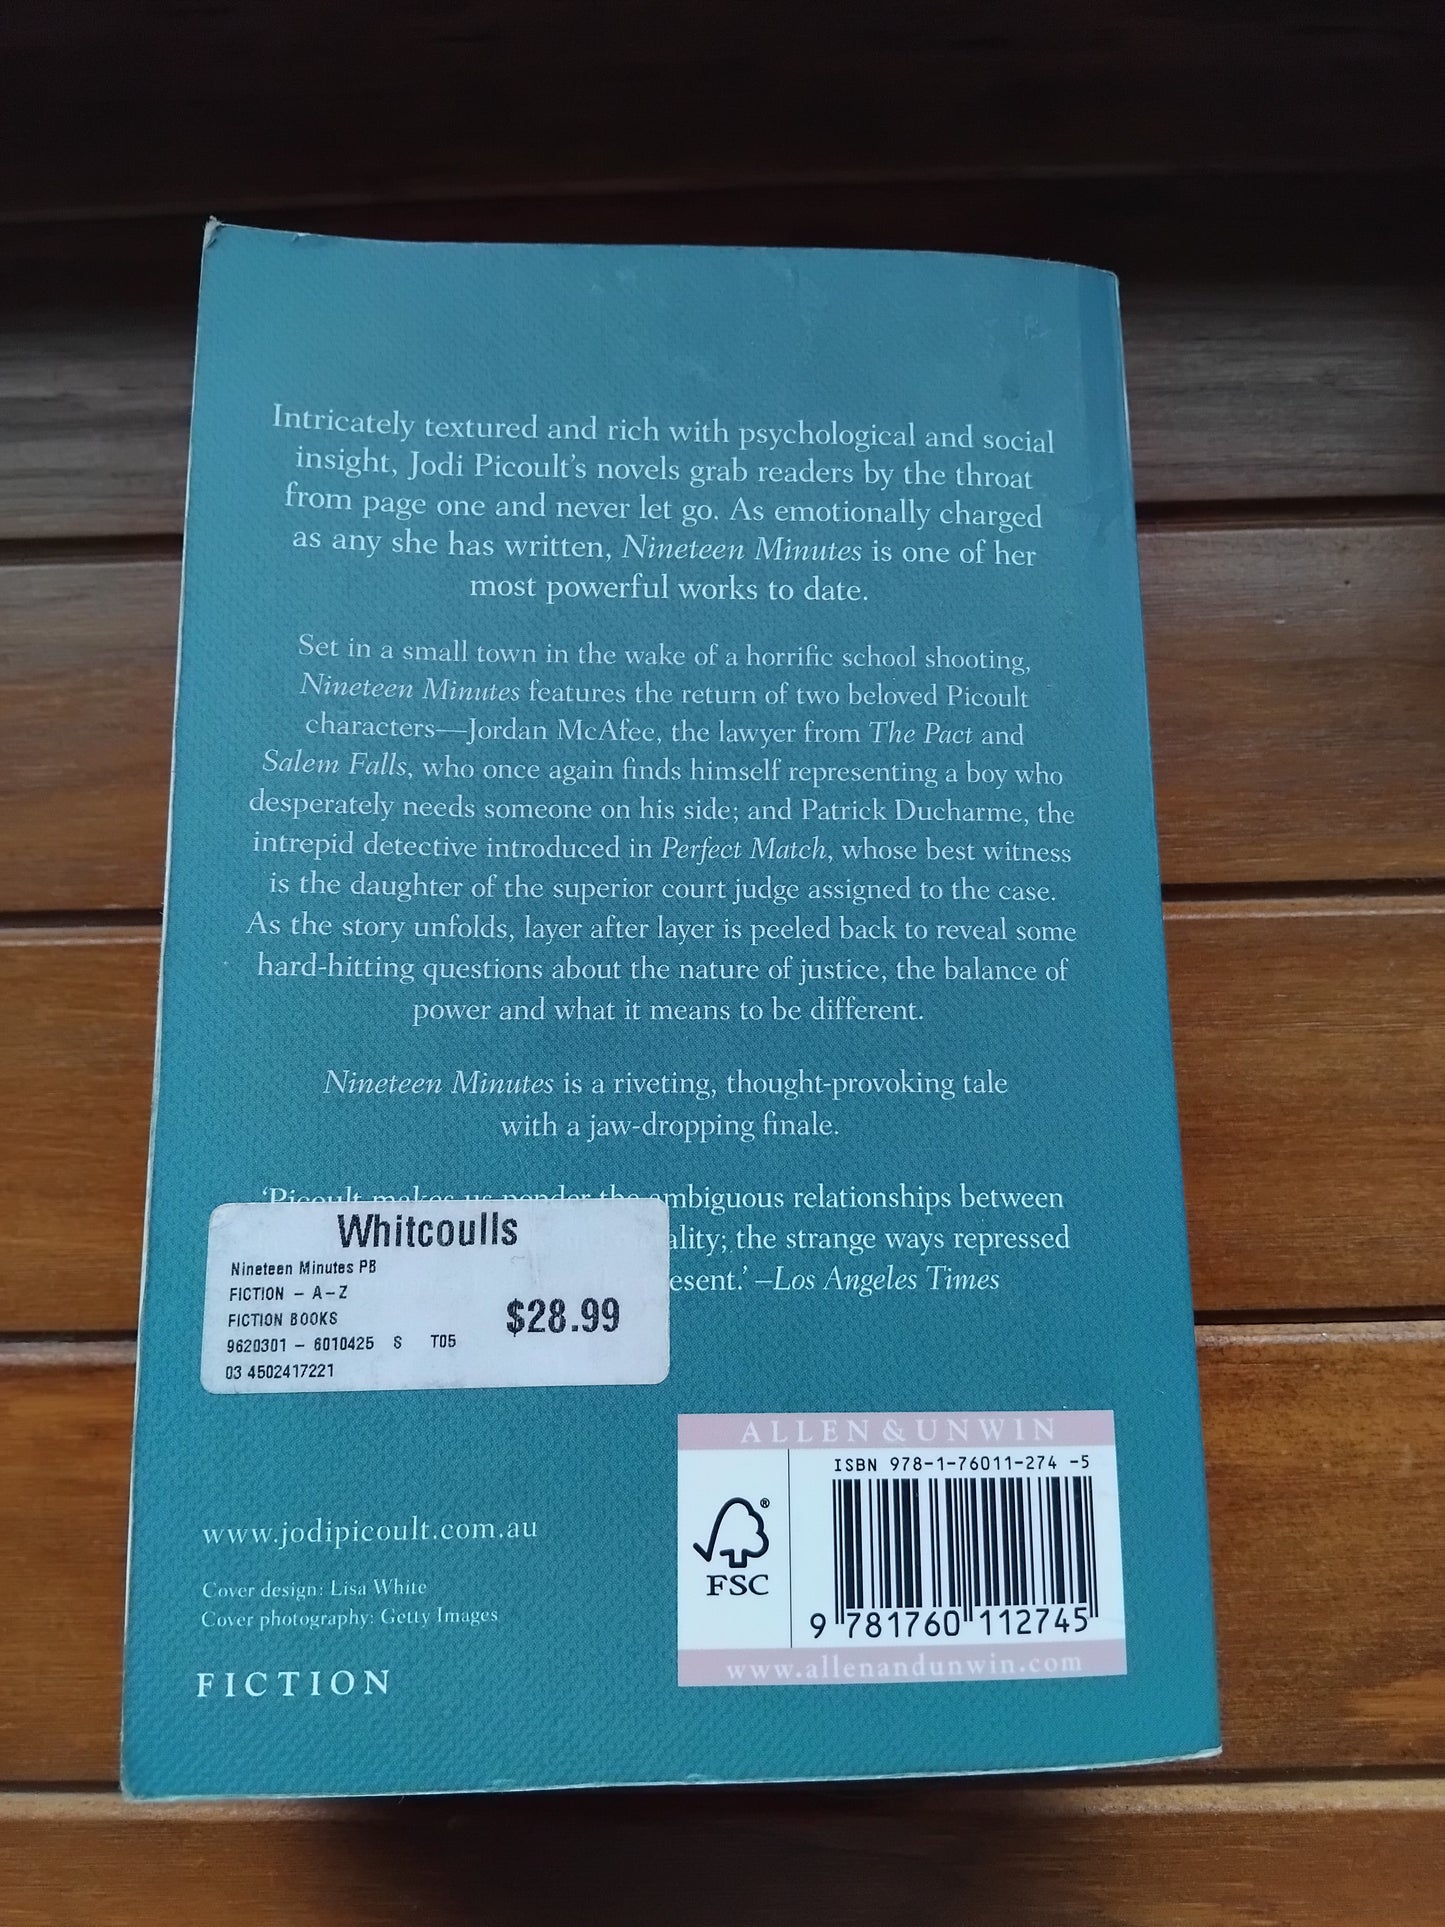 Intricately textured and rich with psychological and social
insight, Jodi Picoult's novels grab readers by the throat
from page one and never let go. As emotionally charged
as any she has written, Nineteen Minutes is one of her
most powerful works to date.
Set in a small town in the wake of a horrific school shooting,
Nineteen Minutes features the return of two beloved Picoult
characters—Jordan McAfee, the lawyer from The Pact and
Salem Falls, who once again finds himself representing a boy who
desperately needs someone on his side; and Patrick Ducharme, the
intrepid detective introduced in Perfect Match, whose best witness
is the daughter of the superior court judge assigned to the case.
As the story unfolds, layer after layer is peeled back to reveal some
hard-hitting questions about the nature of justice, the balance of
power and what it means to be different.
Nineteen Minutes is a riveting, thought-provoking tale
with a jaw-dropping finale.
'Picoult makes us ponder the ambiguous relationships between
ality; the strange ways repressed
esent.' –Los Angeles Times
Whitcoulls
Nineteen Minutes PB
FICTION – A–Z
FICTION BOOKS
$28.99
9620301 – 6010425 S T05
03 4502417221
ALLEN & UNWIN
ISBN 978-1-76011-274 -5
FSC®
9 781760 112745
www.allenandunwin.com
www.jodipicoult.com.au
Cover design: Lisa White
Cover photography: Getty Images
FICTION